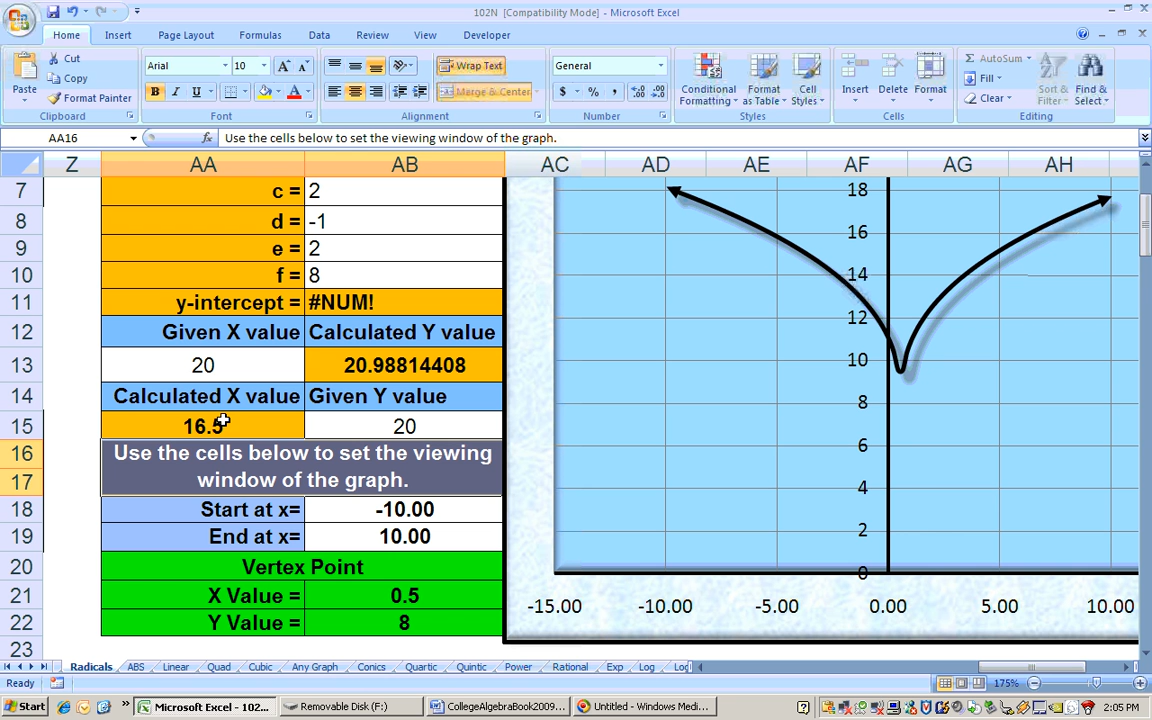 102N [Compatibility Mode] - Microsoft Excel
Home Insert Page Layout Formulas Data Review View Developer
Paste
Cut
Copy
Format Painter
Clipboard
Arial 10
B I U
Font
Wrap Text
Merge & Center
Alignment
General
$ % ,
Number
Conditional Formatting
Format as Table
Cell Styles
Styles
Insert Delete Format
Cells
AutoSum
Fill
Clear
Sort & Filter
Find & Select
Editing
AA16 fx Use the cells below to set the viewing window of the graph.
Z AA AB AC AD AE AF AG AH
7 c = 2
8 d = -1
9 e = 2
10 f = 8
11 y-intercept = #NUM!
12 Given X value Calculated Y value
13 20 20.98814408
14 Calculated X value Given Y value
15 16.5 20
16 Use the cells below to set the viewing
17 window of the graph.
18 Start at x= -10.00
19 End at x= 10.00
20 Vertex Point
21 X Value = 0.5
22 Y Value = 8
23
18
16
14
12
10
8
6
4
2
0
-15.00 -10.00 -5.00 0.00 5.00 10.00
Radicals ABS Linear Quad Cubic Any Graph Conics Quartic Quintic Power Rational Exp Log Log
Ready 175%
Start Microsoft Excel - 102... Removable Disk (F:) CollegeAlgebraBook2009... Untitled - Windows Medi... 2:05 PM